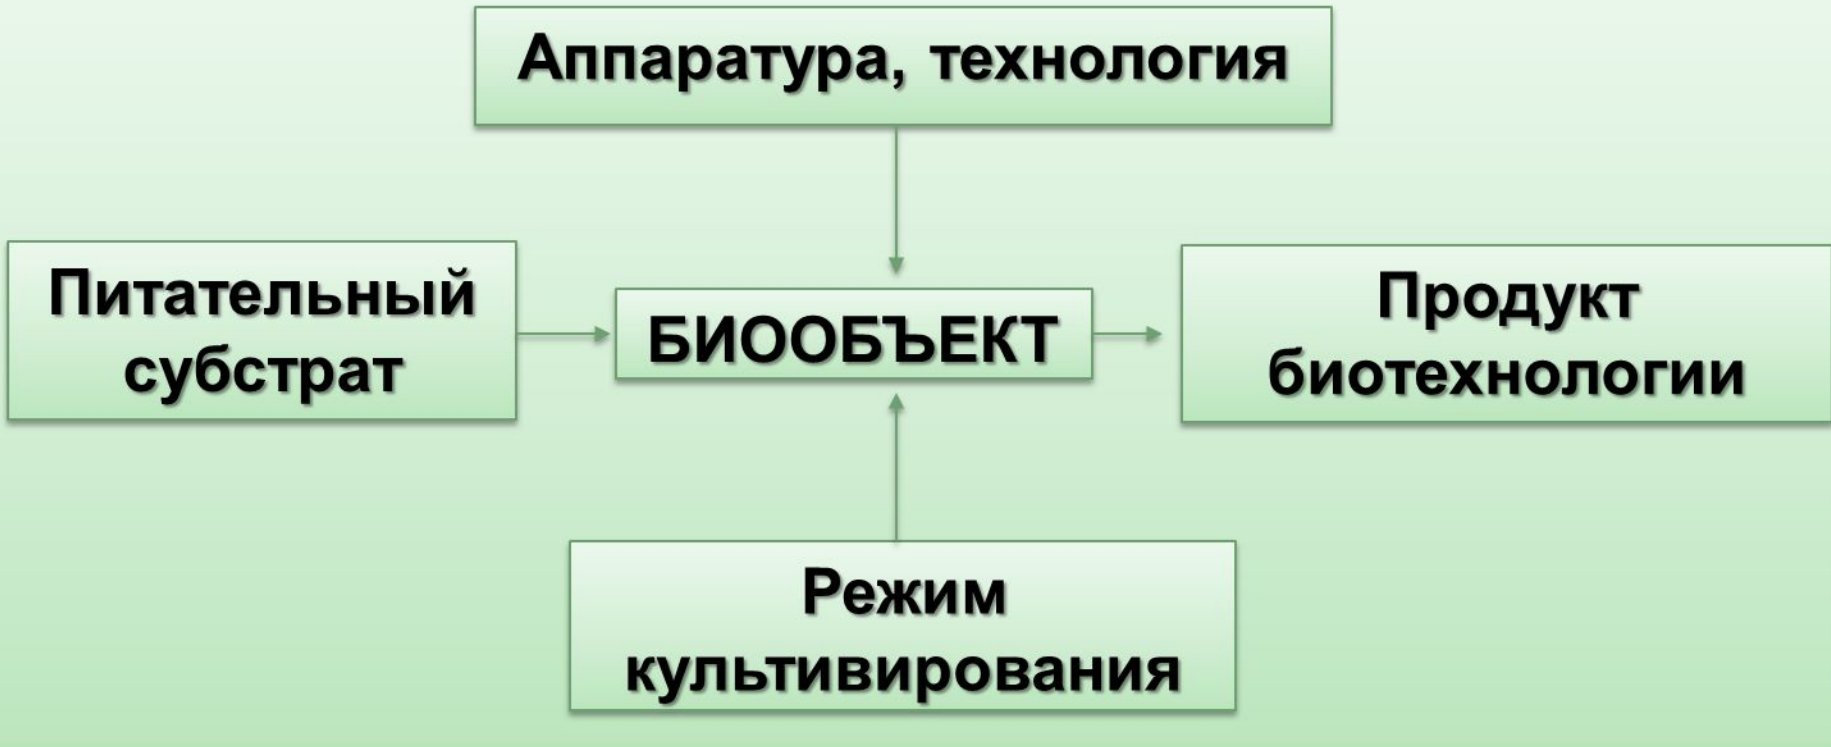 Аппаратура, технология
Питательный
субстрат
БИООБЪЕКТ
Продукт
биотехнологии
Режим
культивирования